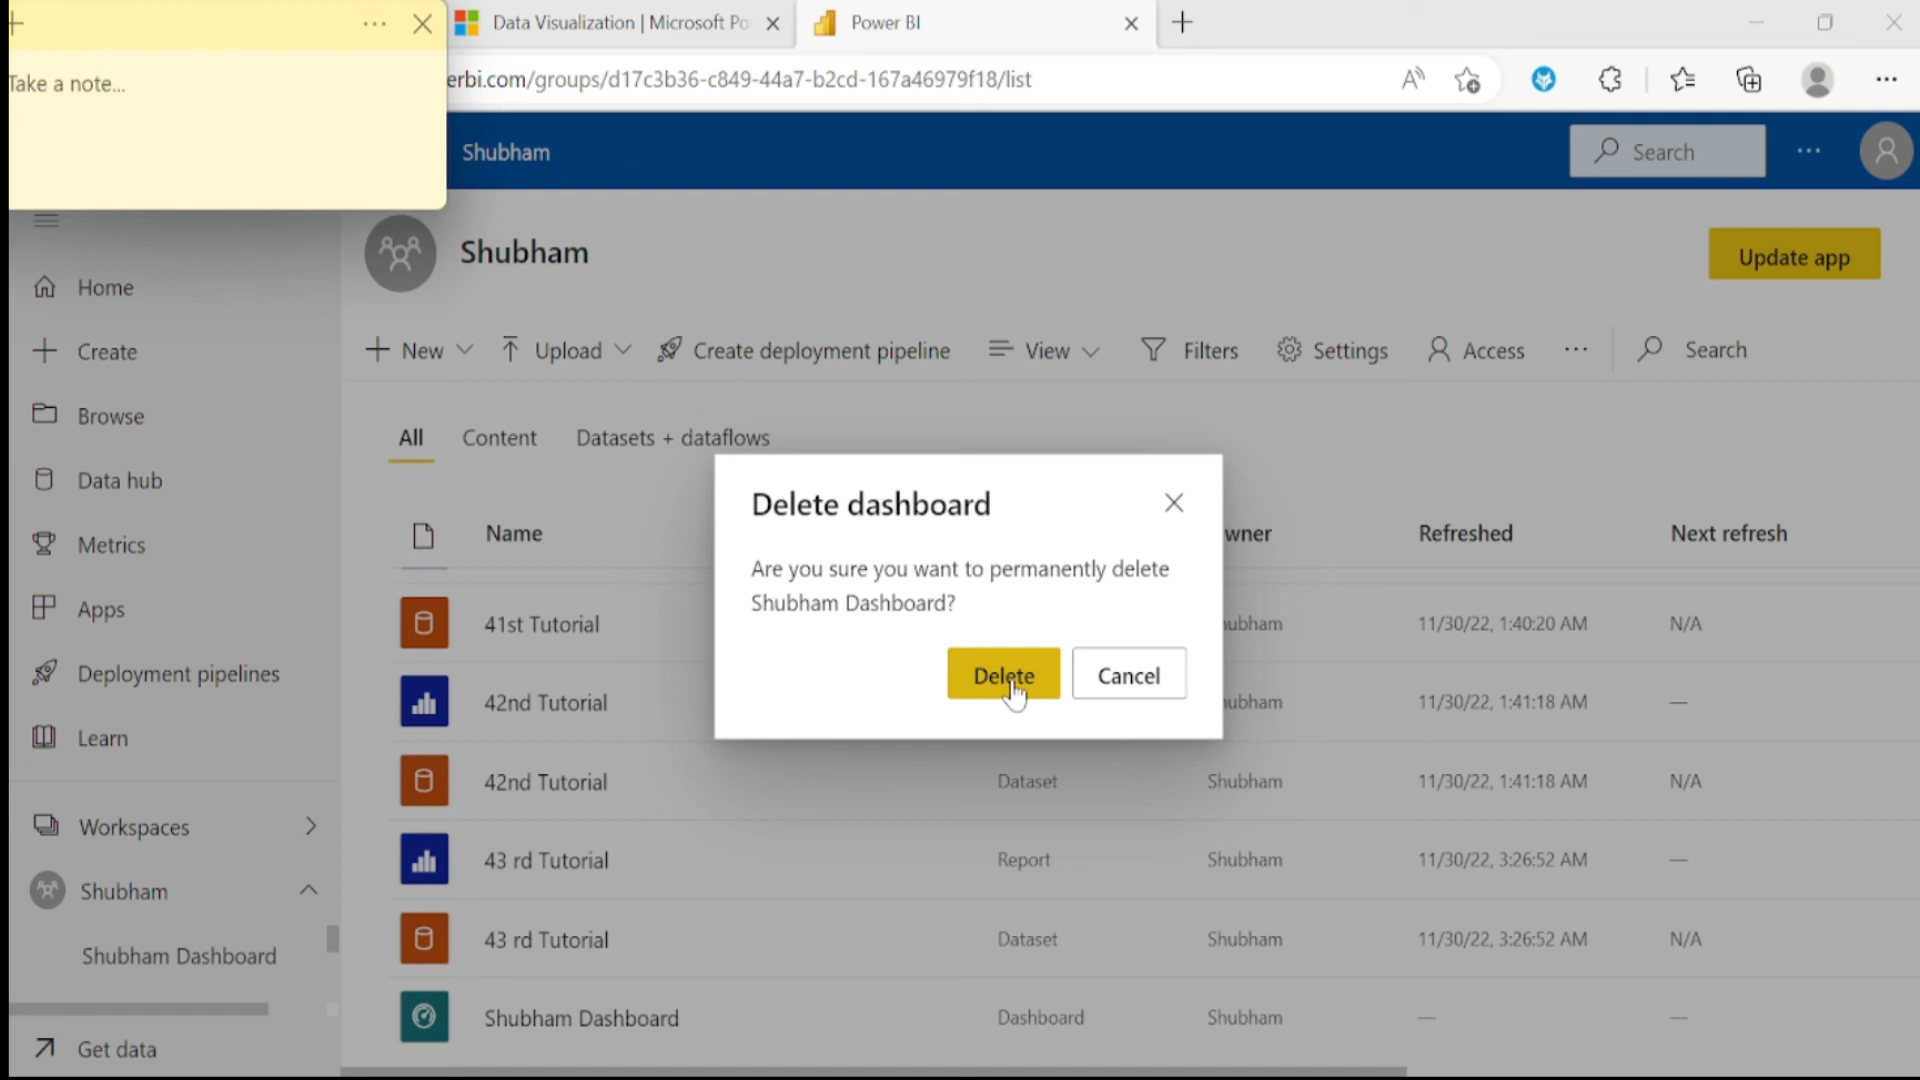 Data Visualization | Microsoft Po
Power BI
Take a note...
erbi.com/groups/d17c3b36-c849-44a7-b2cd-167a46979f18/list
Shubham
Search
Shubham
Update app
Home
Create
Browse
Data hub
Metrics
Apps
Deployment pipelines
Learn
Workspaces
Shubham
Shubham Dashboard
Get data
New
Upload
Create deployment pipeline
View
Filters
Settings
Access
Search
All
Content
Datasets + dataflows
Name
wner
Refreshed
Next refresh
41st Tutorial
ubham
11/30/22, 1:40:20 AM
N/A
42nd Tutorial
ubham
11/30/22, 1:41:18 AM
—
42nd Tutorial
Dataset
Shubham
11/30/22, 1:41:18 AM
N/A
43 rd Tutorial
Report
Shubham
11/30/22, 3:26:52 AM
—
43 rd Tutorial
Dataset
Shubham
11/30/22, 3:26:52 AM
N/A
Shubham Dashboard
Dashboard
Shubham
—
—
Delete dashboard
Are you sure you want to permanently delete
Shubham Dashboard?
Delete
Cancel